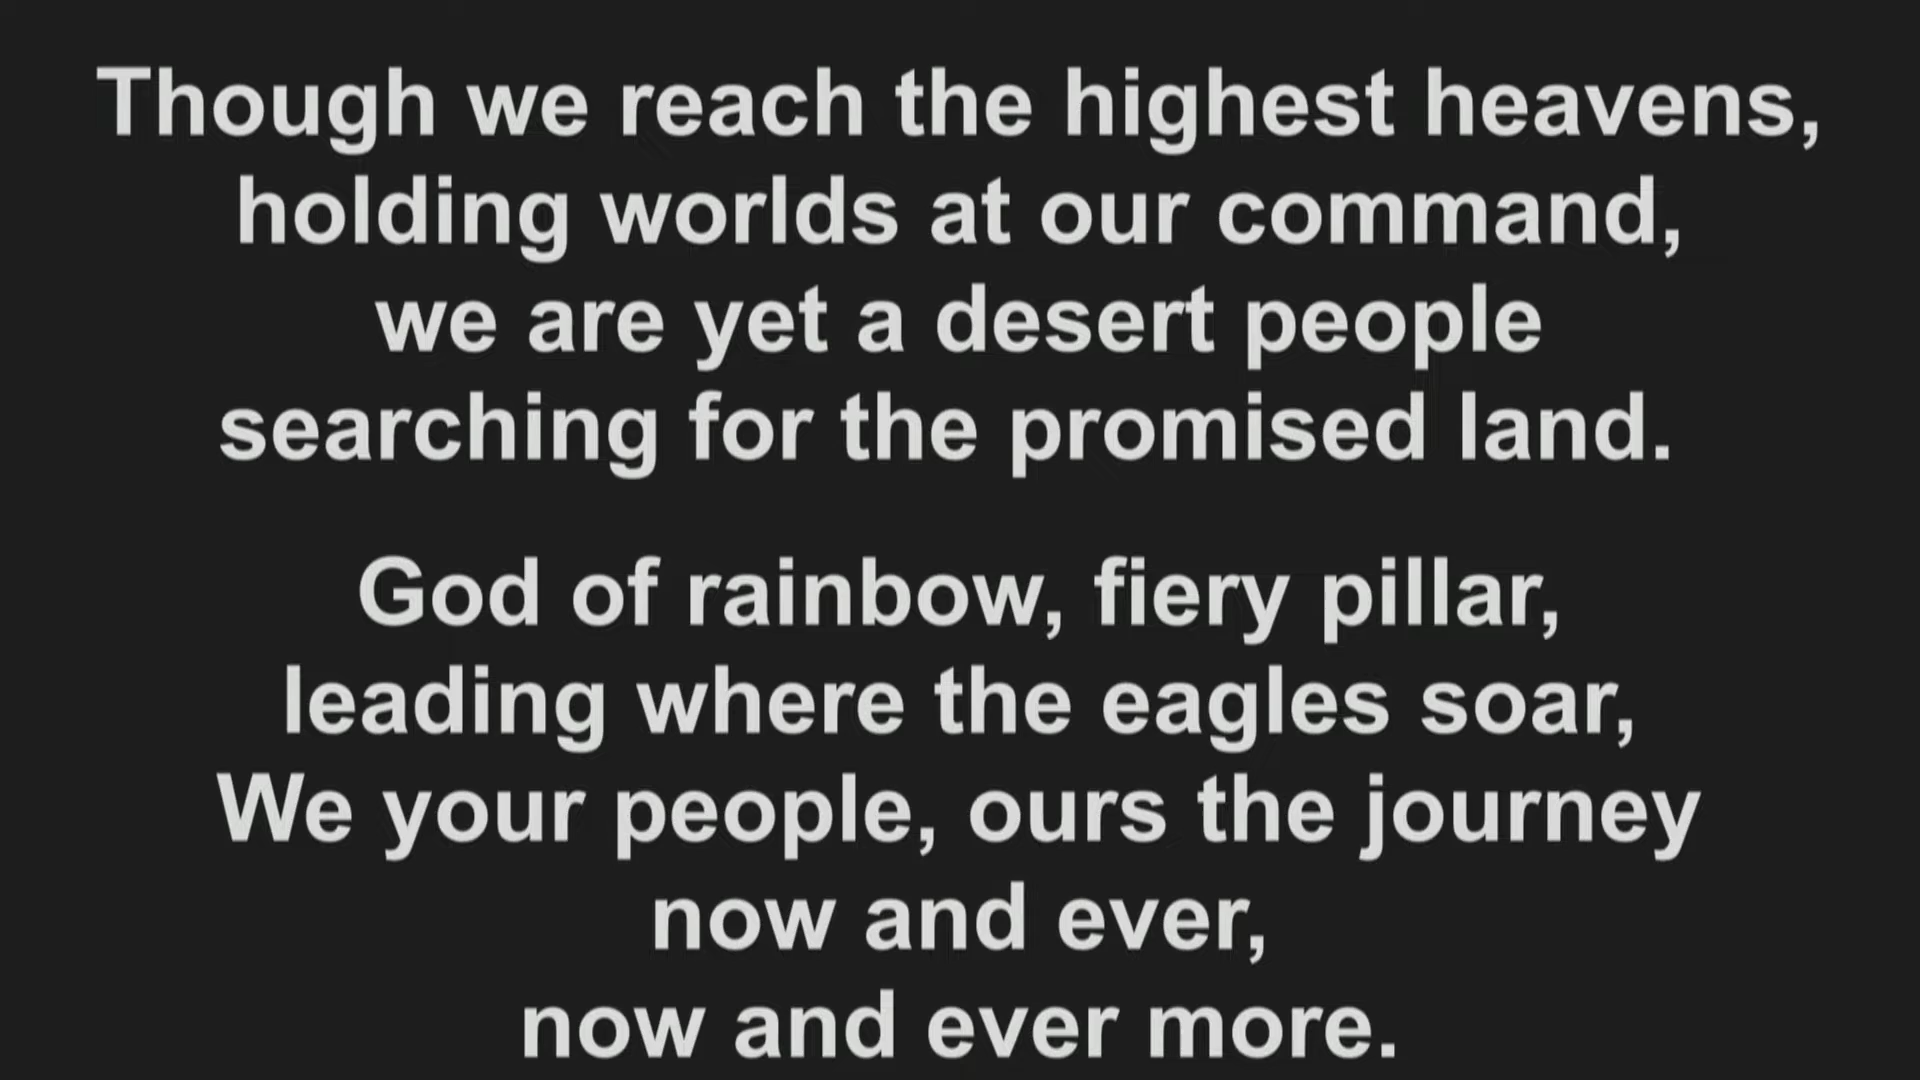 Though we reach the highest heavens,
holding worlds at our command,
we are yet a desert people
searching for the promised land.
God of rainbow, fiery pillar,
leading where the eagles soar,
We your people, ours the journey
now and ever,
now and ever more.